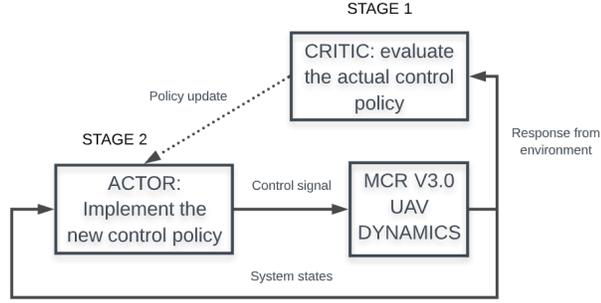 STAGE 1
CRITIC: evaluate
the actual control
policy
Policy update
Response from
environment
STAGE 2
ACTOR:
Implement the
new control policy
Control signal
MCR V3.0
UAV
DYNAMICS
System states